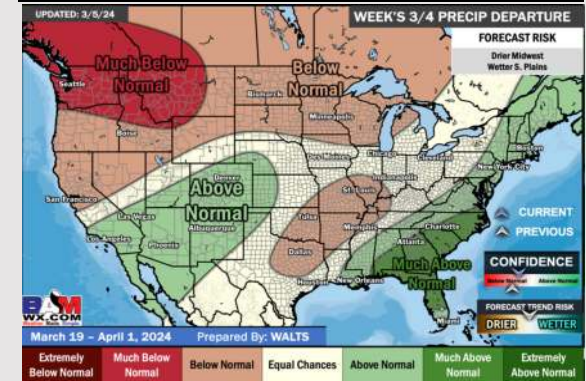 UPDATED: 3/5/24
WEEK'S 3/4 PRECIP DEPARTURE
FORECAST RISK
Drier Midwest
Wetter S. Plains
Much Below
Normal
Below
Normal
Seattle
Bismarck
Minneapolis
Boise
Boston
Des Moines
Chicago
Cleveland
New York City
Denver
Indianapolis
San Francisco
Above
Normal
St. Louis
Las Vegas
Tulsa
CURRENT
PREVIOUS
Los Angeles
Albuquerque
Memphis
Charlotte
Phoenix
Atlanta
Dallas
Much Above
Normal
CONFIDENCE
Below Normal
Above Normal
Houston
New Orleans
FORECAST TREND RISK
DRIER
WETTER
Miami
BAM
WX.COM
March 19 – April 1, 2024
Prepared By: WALTS
Extremely
Below Normal
Much Below
Normal
Below Normal
Equal Chances
Above Normal
Much Above
Normal
Extremely
Above Normal